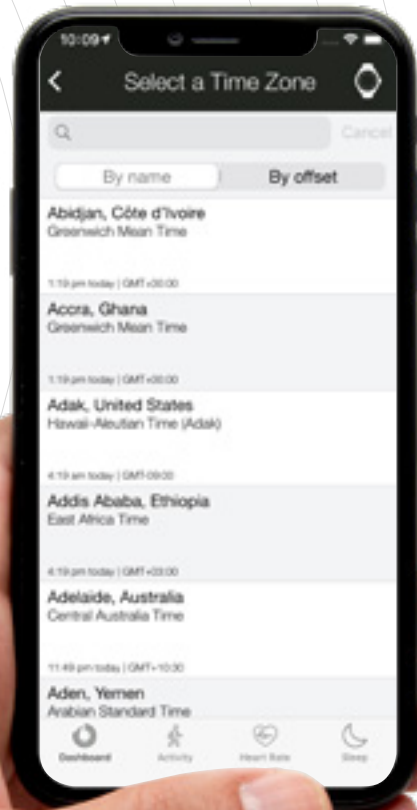 10:09
Select a Time Zone
Cancel
By name
By offset
Abidjan, Côte d'Ivoire
Greenwich Mean Time
1:19 pm today | GMT+00:00
Accra, Ghana
Greenwich Mean Time
1:19 pm today | GMT+00:00
Adak, United States
Hawaii-Aleutian Time (Adak)
4:19 am today | GMT-09:00
Addis Ababa, Ethiopia
East Africa Time
4:19 pm today | GMT+03:00
Adelaide, Australia
Central Australia Time
11:49 pm today | GMT+10:30
Aden, Yemen
Arabian Standard Time
Dashboard
Activity
Heart Rate
Sleep